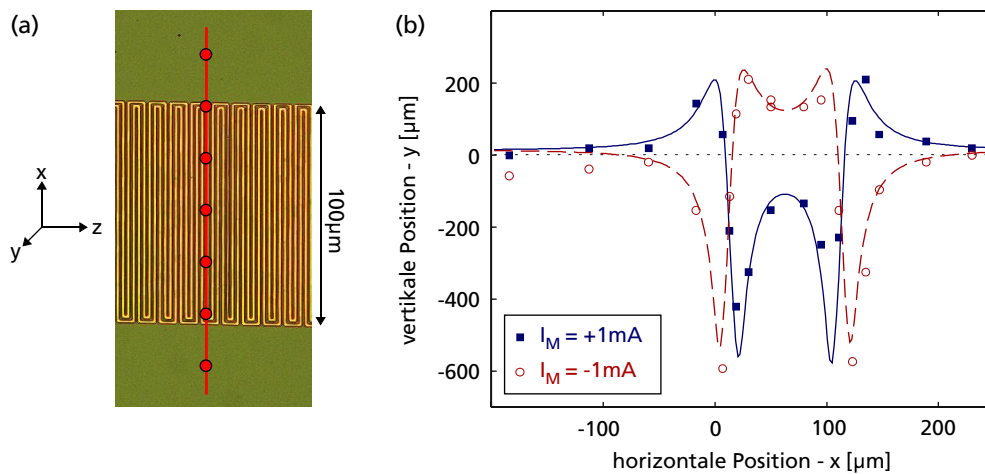 (a)
x
y
z
100µm
(b)
vertikale Position - y [µm]
200
0
-200
-400
-600
I_M = +1mA
I_M = -1mA
-100
0
100
200
horizontale Position - x [µm]